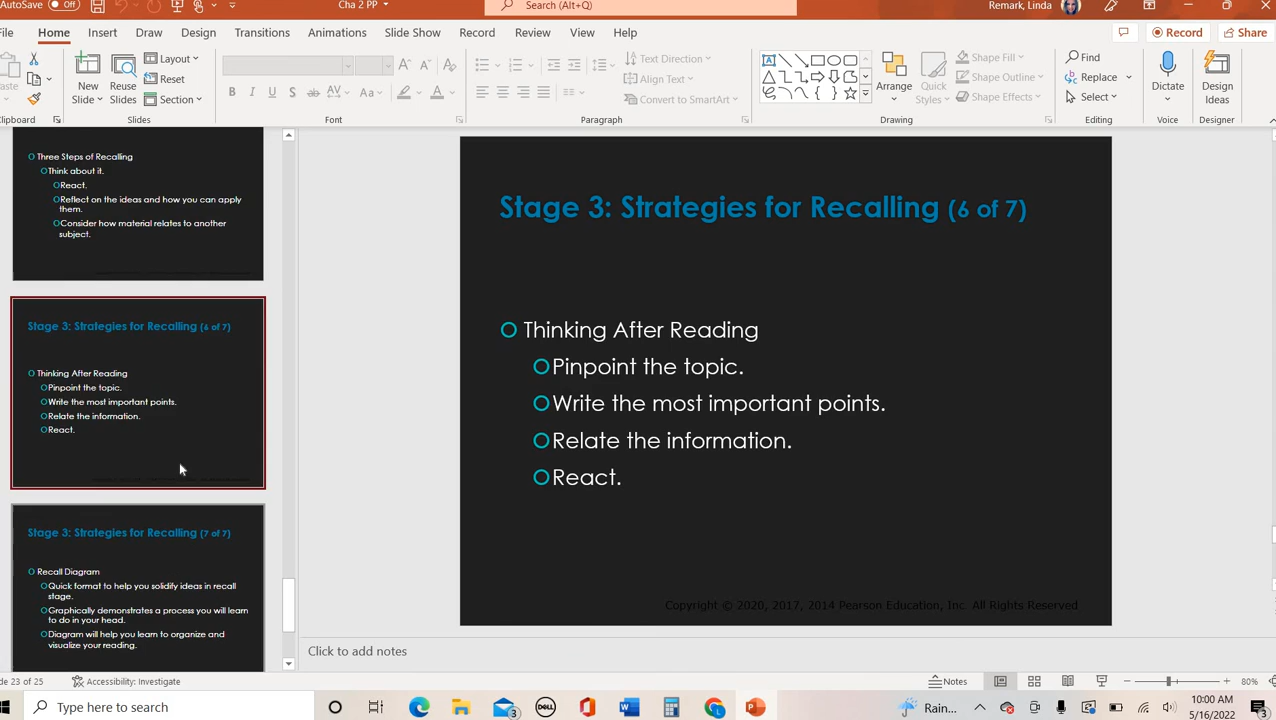 AutoSave
Off
Cha 2 PP
Search (Alt+Q)
Remark, Linda
File
Home
Insert
Draw
Design
Transitions
Animations
Slide Show
Record
Review
View
Help
Record
Share
Paste
New
Slide
Reuse
Slides
Layout
Reset
Section
B I U S ab AV Aa A
Text Direction
Align Text
Convert to SmartArt
Arrange
Quick
Styles
Shape Fill
Shape Outline
Shape Effects
Find
Replace
Select
Dictate
Design
Ideas
Clipboard
Slides
Font
Paragraph
Drawing
Editing
Voice
Designer
Three Steps of Recalling
Think about it.
React.
Reflect on the ideas and how you can apply
them.
Consider how material relates to another
subject.
Stage 3: Strategies for Recalling (6 of 7)
Thinking After Reading
Pinpoint the topic.
Write the most important points.
Relate the information.
React.
Stage 3: Strategies for Recalling (7 of 7)
Recall Diagram
Quick format to help you solidify ideas in recall
stage.
Graphically demonstrates a process you will learn
to do in your head.
Diagram will help you learn to organize and
visualize your reading.
Stage 3: Strategies for Recalling (6 of 7)
Thinking After Reading
Pinpoint the topic.
Write the most important points.
Relate the information.
React.
Copyright © 2020, 2017, 2014 Pearson Education, Inc. All Rights Reserved
Click to add notes
de 23 of 25
Accessibility: Investigate
Notes
80%
Type here to search
3
DELL
Rain...
10:00 AM
5/16/2022
3